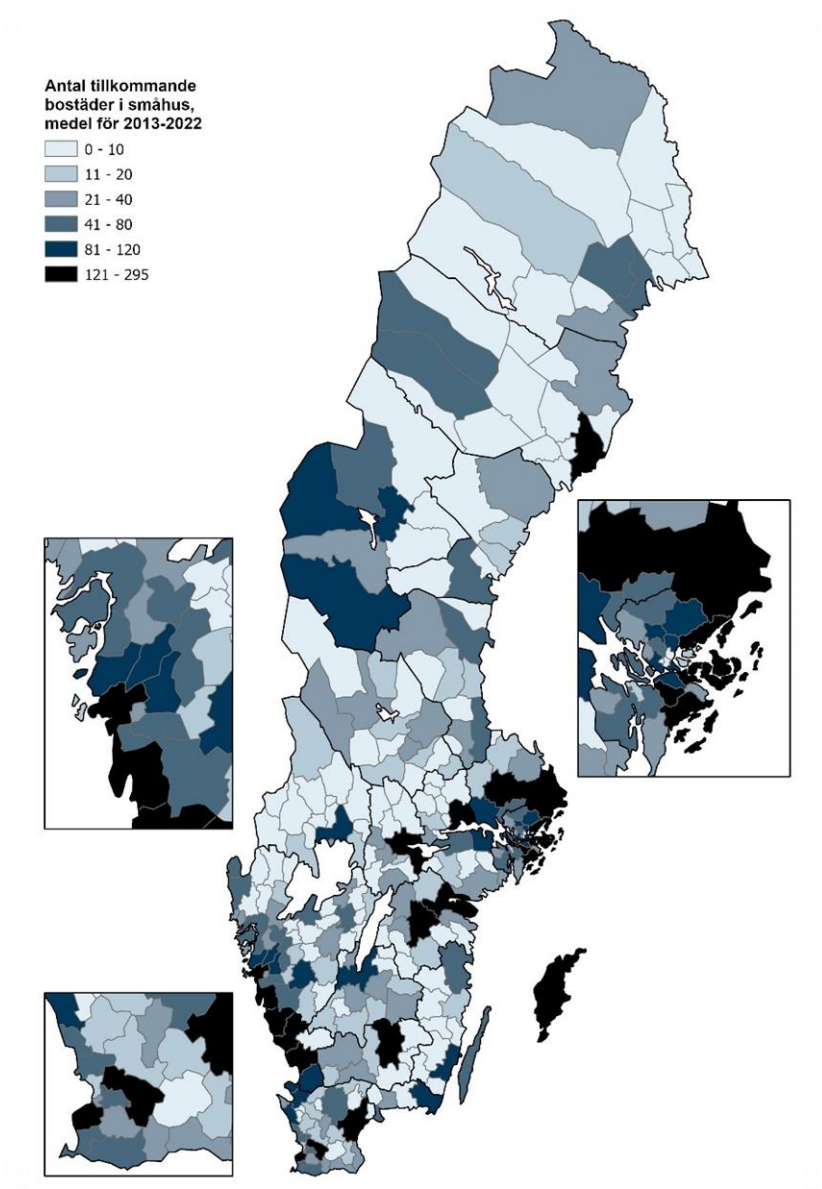 Antal tillkommande
bostäder i småhus,
medel för 2013-2022
0 - 10
11 - 20
21 - 40
41 - 80
81 - 120
121 - 295